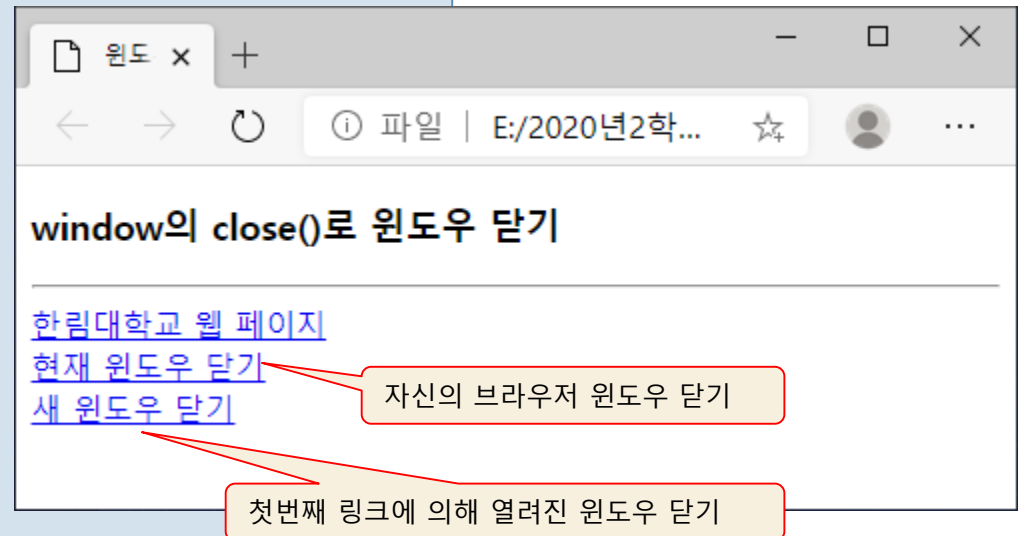 윈도
파일 | E:/2020년2학...
window의 close()로 윈도우 닫기
한림대학교 웹 페이지
현재 윈도우 닫기
자신의 브라우저 윈도우 닫기
새 윈도우 닫기
첫번째 링크에 의해 열려진 윈도우 닫기